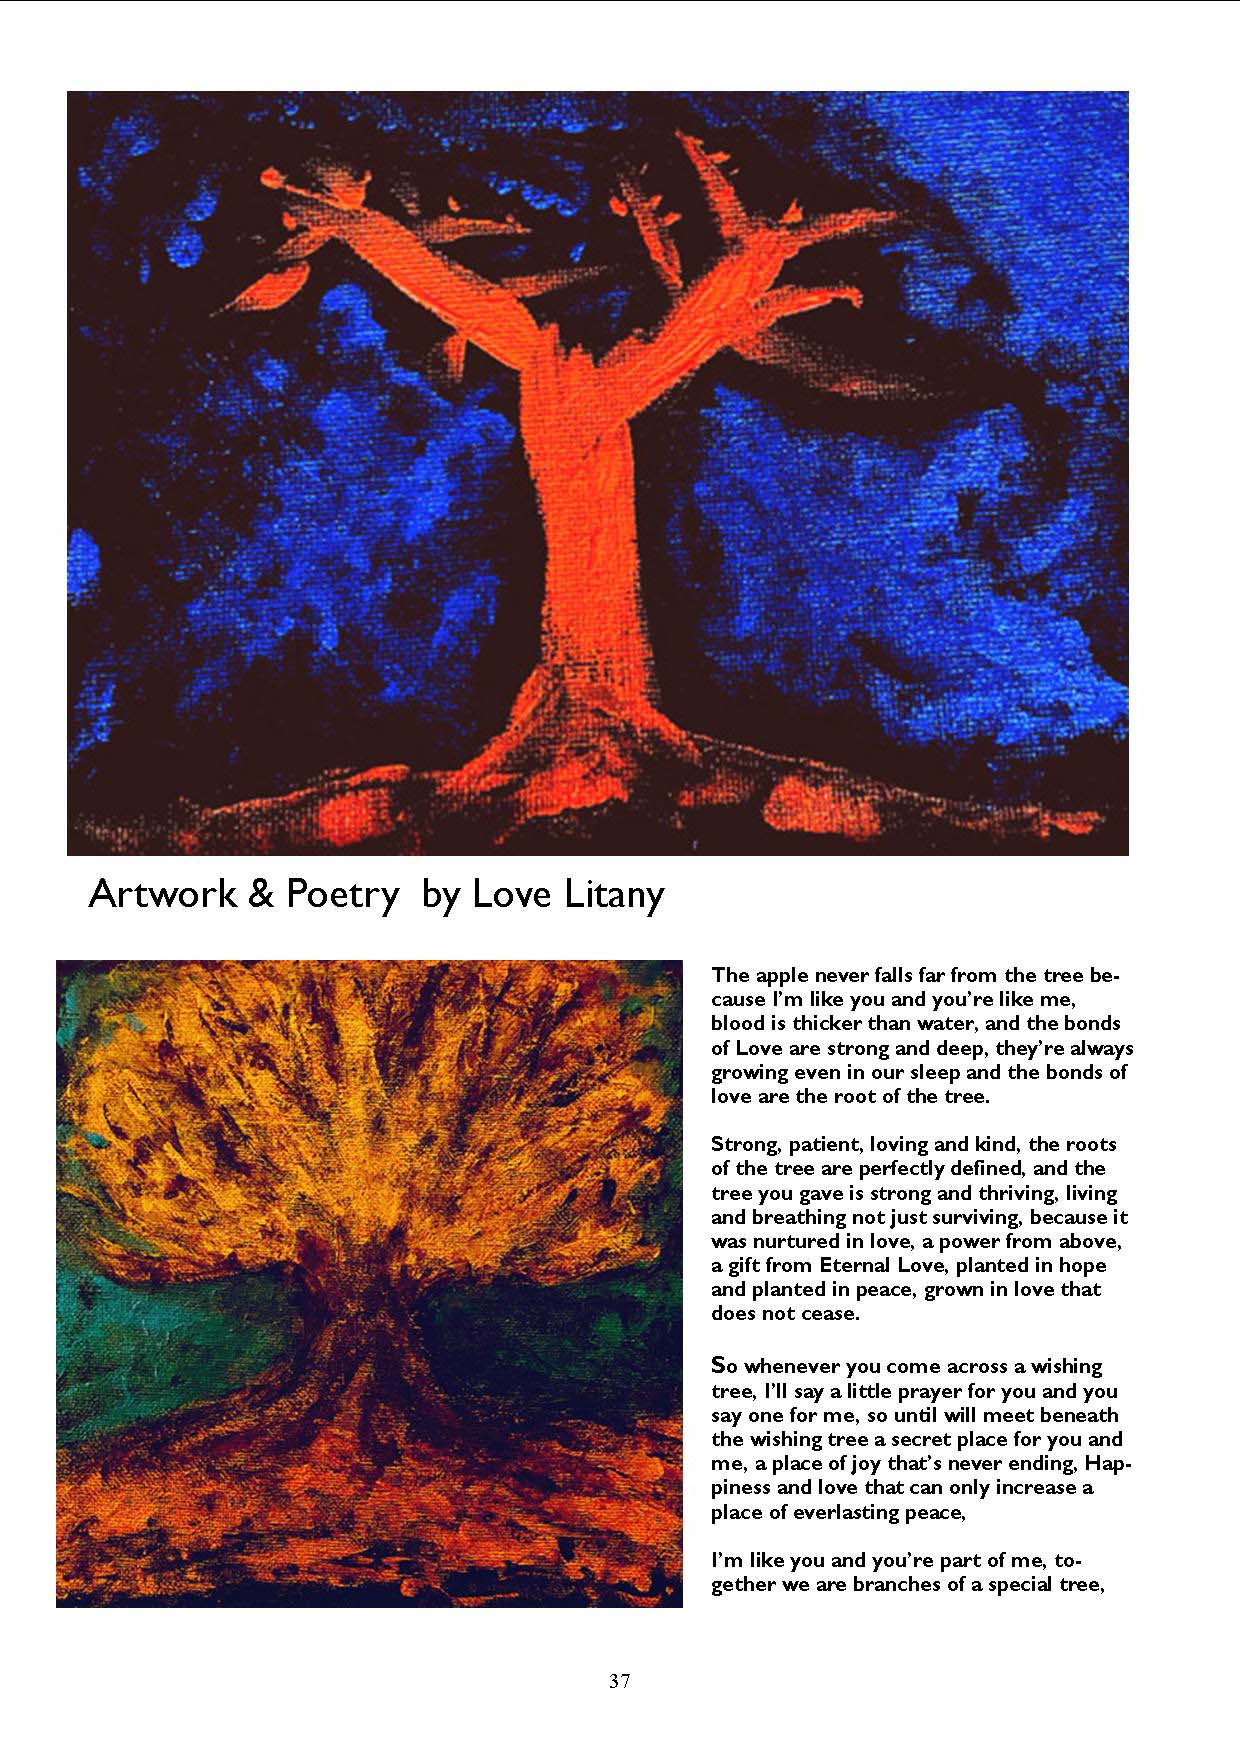 Artwork & Poetry by Love Litany
The apple never falls far from the tree be-
cause I'm like you and you're like me,
blood is thicker than water, and the bonds
of Love are strong and deep, they're always
growing even in our sleep and the bonds of
love are the root of the tree.
Strong, patient, loving and kind, the roots
of the tree are perfectly defined, and the
tree you gave is strong and thriving, living
and breathing not just surviving, because it
was nurtured in love, a power from above,
a gift from Eternal Love, planted in hope
and planted in peace, grown in love that
does not cease.
So whenever you come across a wishing
tree, I'll say a little prayer for you and you
say one for me, so until will meet beneath
the wishing tree a secret place for you and
me, a place of joy that's never ending, Hap-
piness and love that can only increase a
place of everlasting peace,
I'm like you and you're part of me, to-
gether we are branches of a special tree,
37